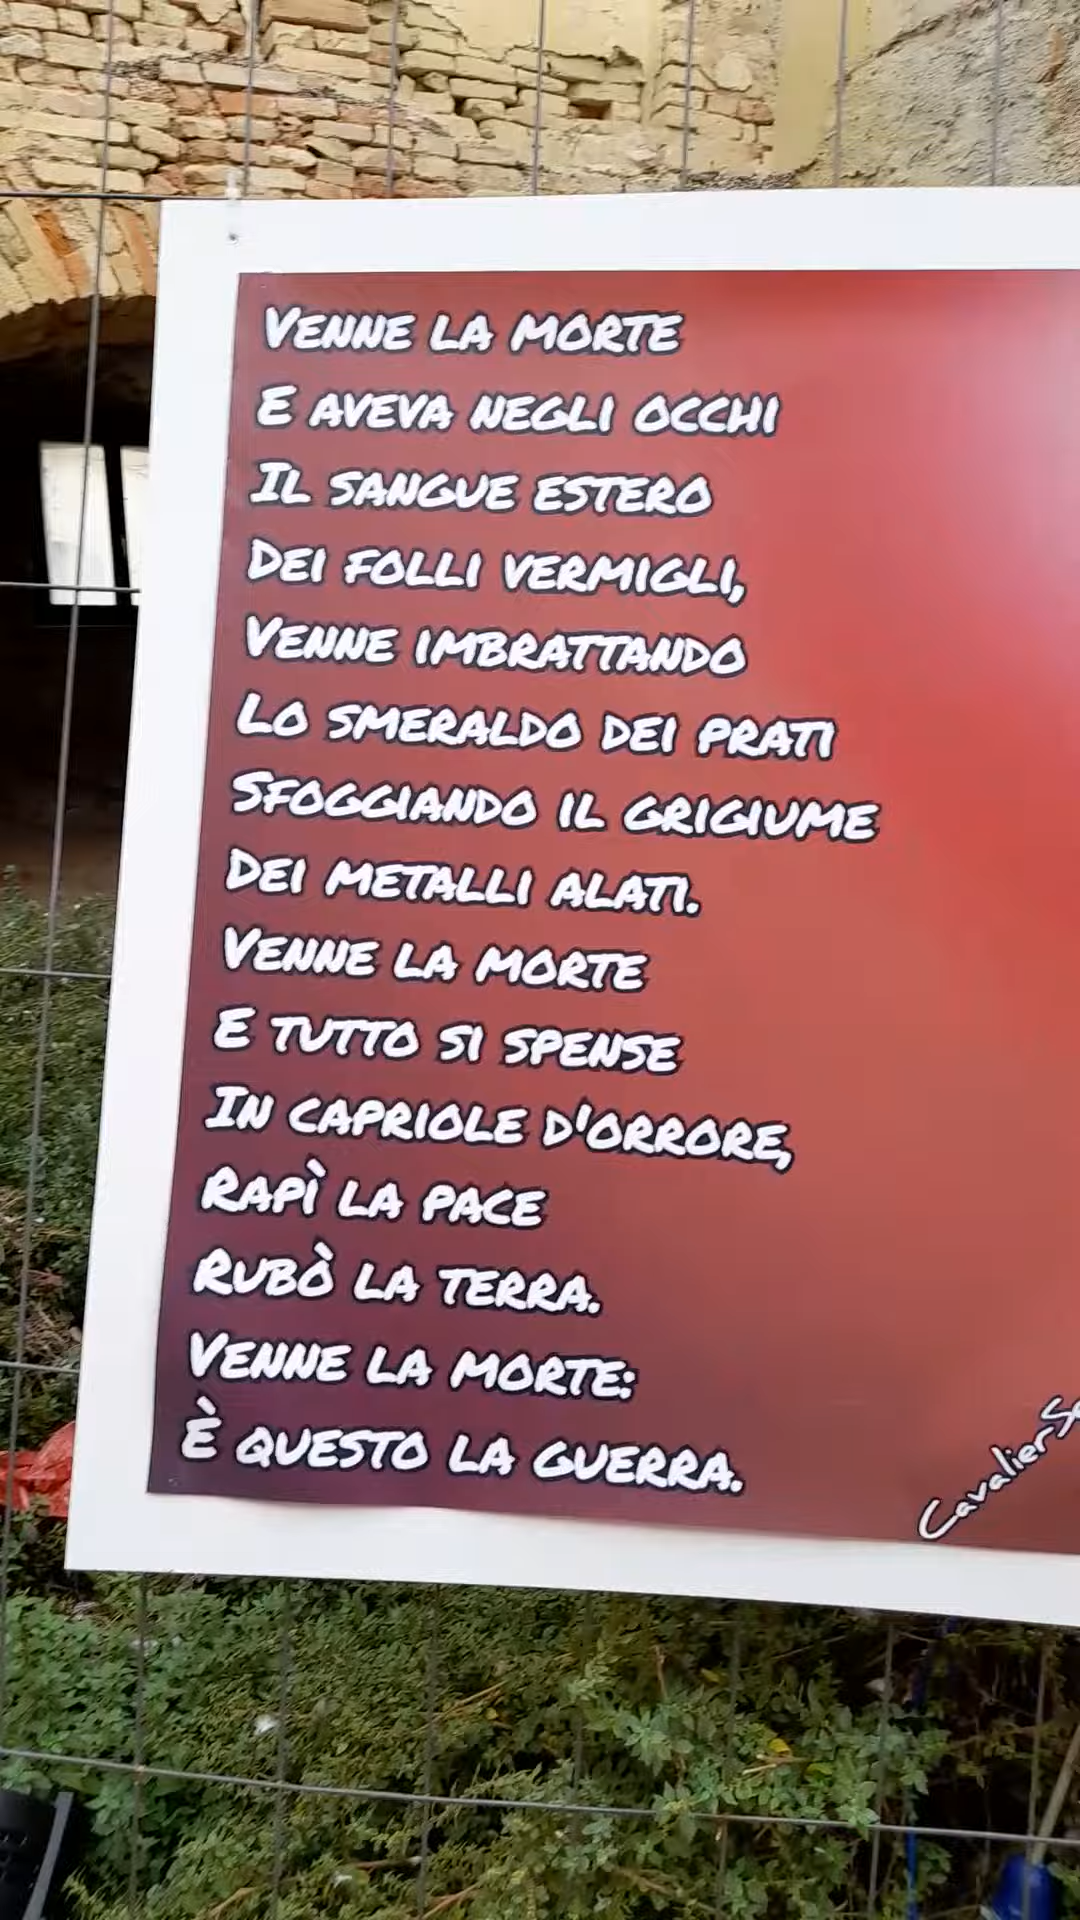 Venne la morte
E aveva negli occhi
Il sangue estero
Dei folli vermigli,
Venne imbrattando
Lo smeraldo dei prati
Sfoggiando il grigiume
Dei metalli alati.
Venne la morte
E tutto si spense
In capriole d'orrore,
Rapì la pace
Rubò la terra.
Venne la morte:
È questo la guerra.